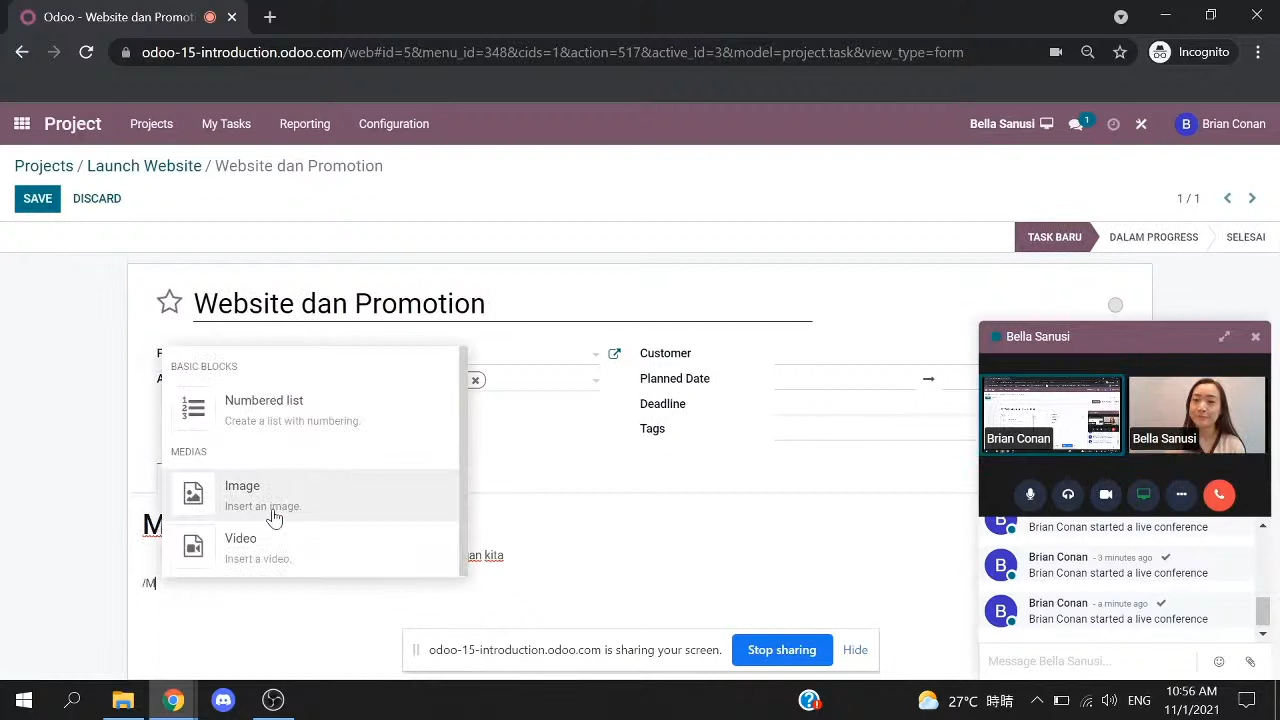 Odoo - Website dan Promot
odoo-15-introduction.odoo.com/web#id=5&menu_id=348&cids=1&action=517&active_id=3&model=project.task&view_type=form
Incognito
Project
Projects
My Tasks
Reporting
Configuration
Bella Sanusi
1
B
Brian Conan
Projects / Launch Website / Website dan Promotion
SAVE
DISCARD
1 / 1
TASK BARU
DALAM PROGRESS
SELESAI
Website dan Promotion
Customer
Planned Date
Deadline
Tags
BASIC BLOCKS
Numbered list
Create a list with numbering.
MEDIAS
Image
Insert an image.
Video
Insert a video.
kita
/M
Bella Sanusi
Brian Conan
Bella Sanusi
B
Brian Conan started a live conference
B
Brian Conan - 3 minutes ago
Brian Conan started a live conference
B
Brian Conan - a minute ago
Brian Conan started a live conference
Message Bella Sanusi...
odoo-15-introduction.odoo.com is sharing your screen.
Stop sharing
Hide
27°C 時晴
ENG
10:56 AM
11/1/2021